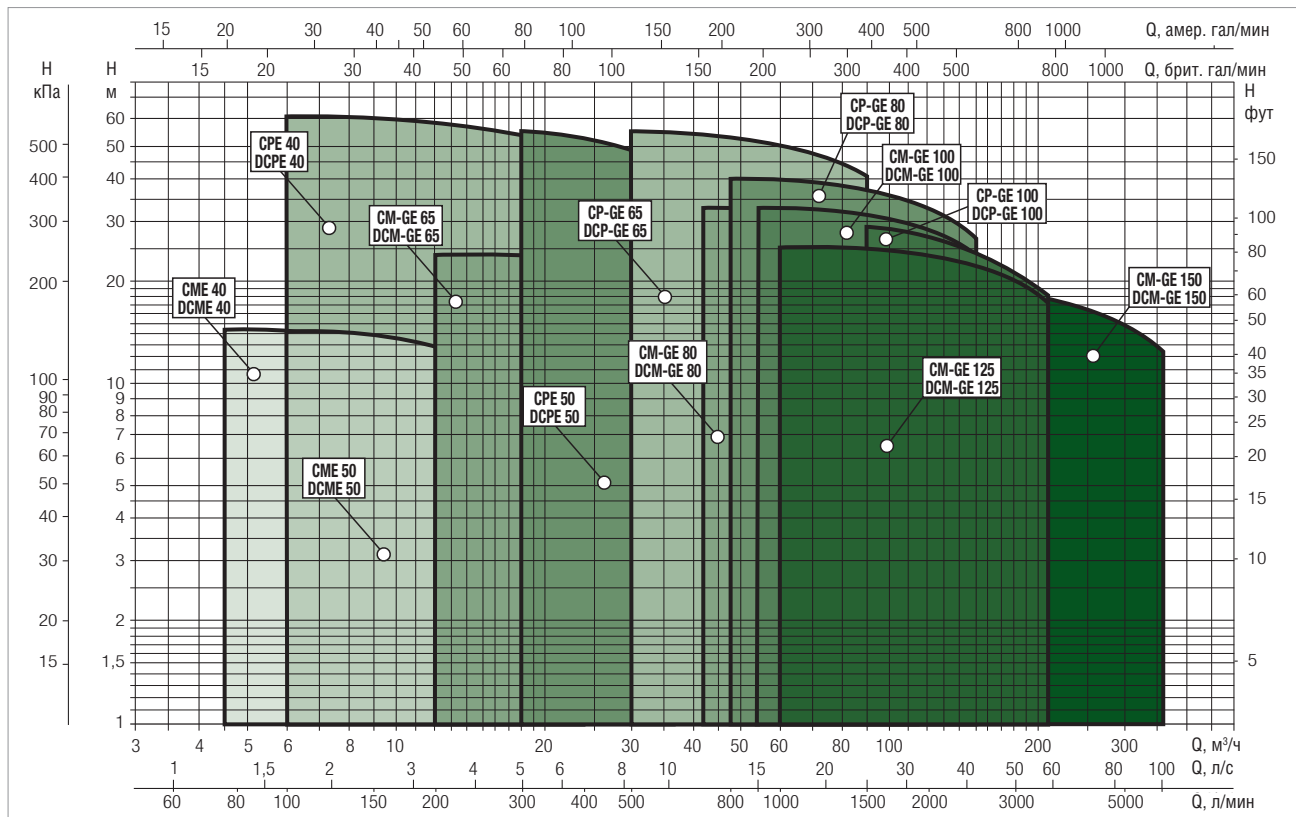 15 20 30 40 50 60 80 100 150 200 300 400 500 800 1000 Q, амер. гал/мин
15 20 30 40 50 60 80 100 150 200 300 400 500 800 1000 Q, брит. гал/мин
H
кПа
H
м
H
фут
500
400
300
200
100
90
80
70
60
50
40
30
20
15
60
50
40
30
20
10
9
8
7
6
5
4
3
2
1,5
1
150
100
80
60
50
40
35
30
25
20
15
10
5
CPE 40
DCPE 40
CM-GE 65
DCM-GE 65
CME 40
DCME 40
CME 50
DCME 50
CPE 50
DCPE 50
CP-GE 65
DCP-GE 65
CM-GE 80
DCM-GE 80
CP-GE 80
DCP-GE 80
CM-GE 100
DCM-GE 100
CP-GE 100
DCP-GE 100
CM-GE 125
DCM-GE 125
CM-GE 150
DCM-GE 150
3 4 5 6 8 10 20 30 40 50 60 80 100 200 300 Q, м³/ч
1 1,5 2 3 4 5 6 8 10 15 20 30 40 50 60 80 100 Q, л/с
60 80 100 150 200 300 400 500 800 1000 1500 2000 3000 5000 Q, л/мин